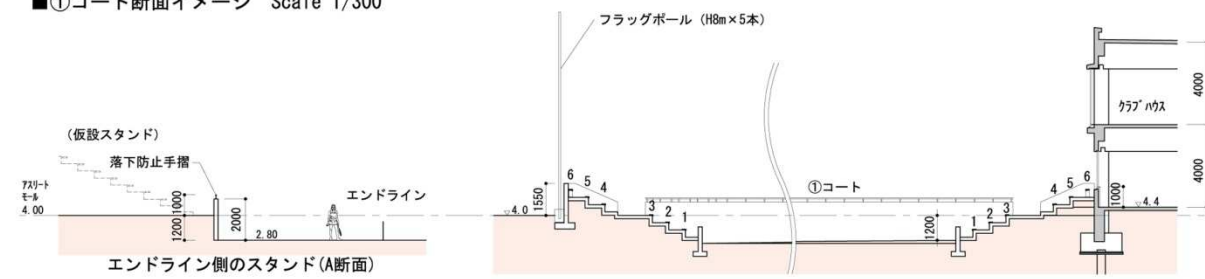 ■①コート断面イメージ Scale 1/300
フラッグポール（H8m×5本）
（仮設スタンド）
落下防止手摺
エンドライン
ｱｽﾘｰﾄ
ﾓｰﾙ
4.00
1000
1200
2000
2.80
エンドライン側のスタンド(A断面)
1550
4.0
6
5
4
3
2
1
①コート
1200
1
2
3
4
5
6
1000
4.4
ｸﾗﾌﾞﾊｳｽ
4000
4000